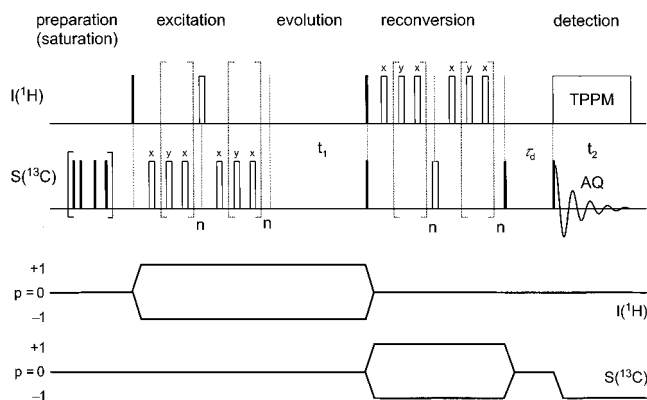 preparation excitation evolution reconversion detection
(saturation)
x y x x y x
I(¹H) TPPM
x y x x y x t₁ τd t₂
S(¹³C) AQ
n n n n
+1
p = 0
−1 I(¹H)
+1
p = 0 S(¹³C)
−1